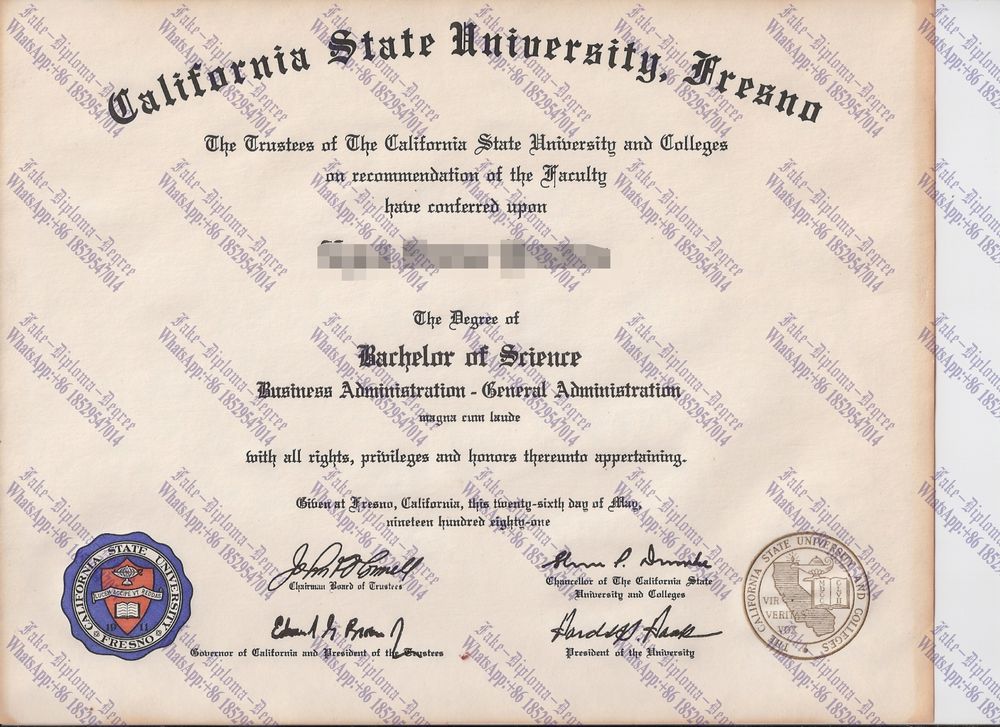 California State University, Fresno
The Trustees of The California State University and Colleges
on recommendation of the Faculty
have conferred upon
The Degree of
Bachelor of Science
Business Administration - General Administration
magna cum laude
with all rights, privileges and honors thereunto appertaining.
Given at Fresno, California, this twenty-sixth day of May,
nineteen hundred eighty-one
Chairman Board of Trustees
Chancellor of The California State
University and Colleges
Governor of California and President of the Trustees
President of the University
CALIFORNIA STATE UNIVERSITY
FRESNO
1911
THE CALIFORNIA STATE UNIVERSITY AND COLLEGES
VIR
VERITAS
VOX
Fake-Diploma-Degree
WhatsApp:+86 18529547014